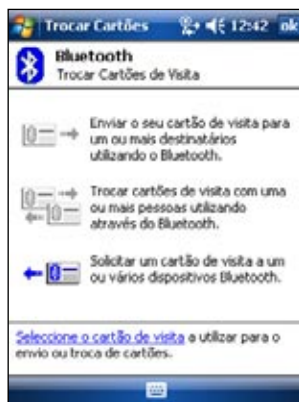 Trocar Cartões 12:42 ok
Bluetooth
Trocar Cartões de Visita
Enviar o seu cartão de visita para
um ou mais destinatários
utilizando o Bluetooth.
Trocar cartões de visita com uma
ou mais pessoas utilizando
através do Bluetooth.
Solicitar um cartão de visita a um
ou vários dispositivos Bluetooth.
Seleccione o cartão de visita a utilizar para o
envio ou troca de cartões.